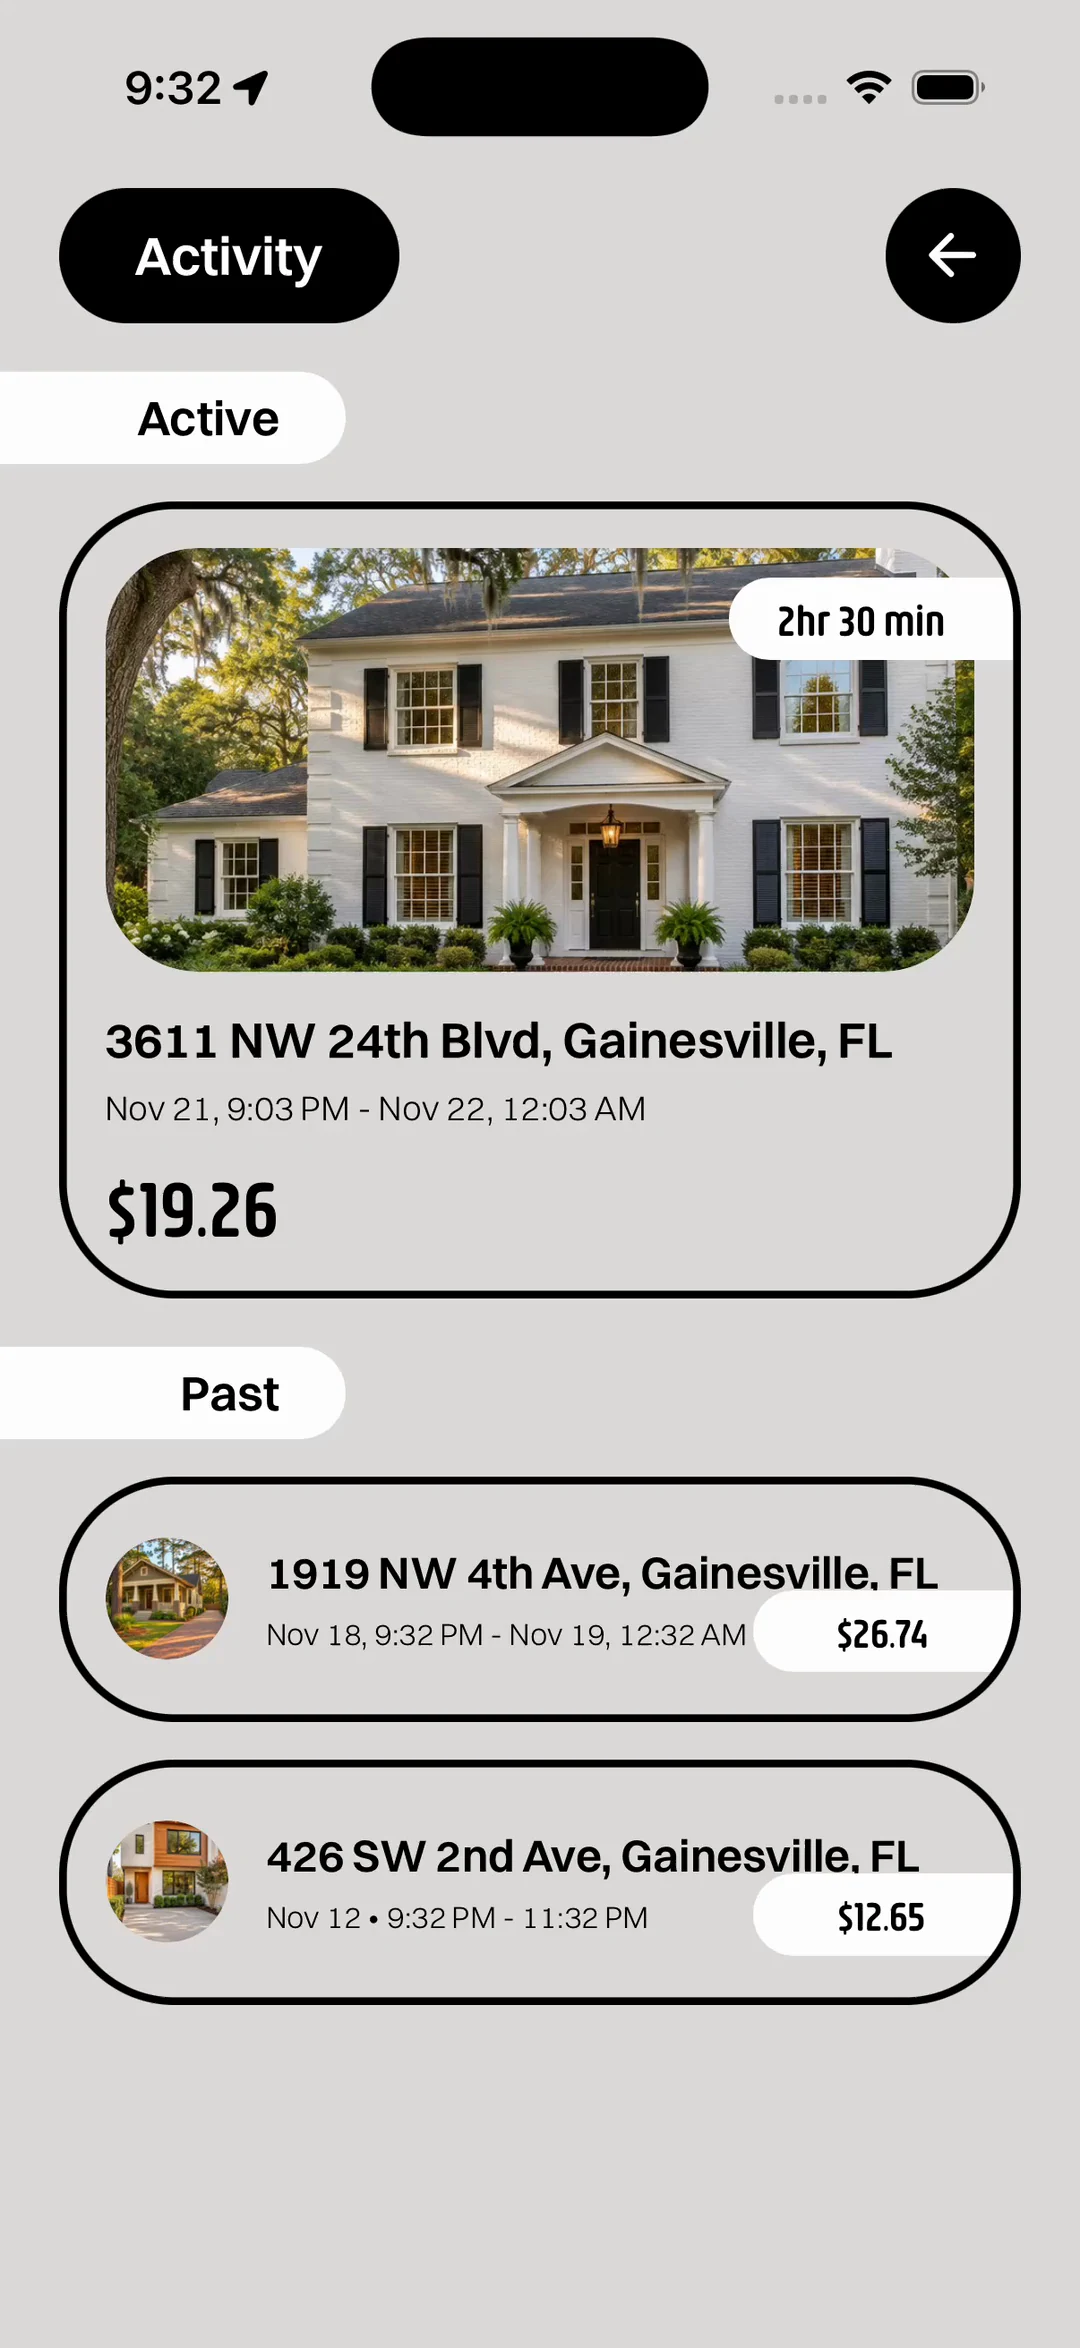 9:32
Activity
Active
2hr 30 min
3611 NW 24th Blvd, Gainesville, FL
Nov 21, 9:03 PM - Nov 22, 12:03 AM
$19.26
Past
1919 NW 4th Ave, Gainesville, FL
Nov 18, 9:32 PM - Nov 19, 12:32 AM
$26.74
426 SW 2nd Ave, Gainesville, FL
Nov 12 • 9:32 PM - 11:32 PM
$12.65